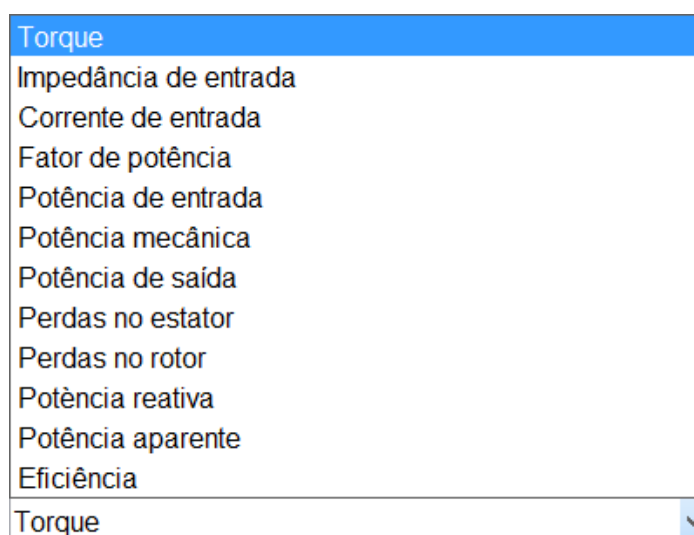 Torque
Impedância de entrada
Corrente de entrada
Fator de potência
Potência de entrada
Potência mecânica
Potência de saída
Perdas no estator
Perdas no rotor
Potència reativa
Potência aparente
Eficiência
Torque